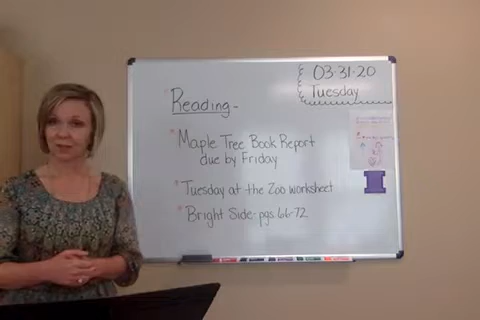 03-31-20
Tuesday
Reading-
* Maple Tree Book Report
due by Friday
* Tuesday at the Zoo worksheet
* Bright Side-pgs. 66-72